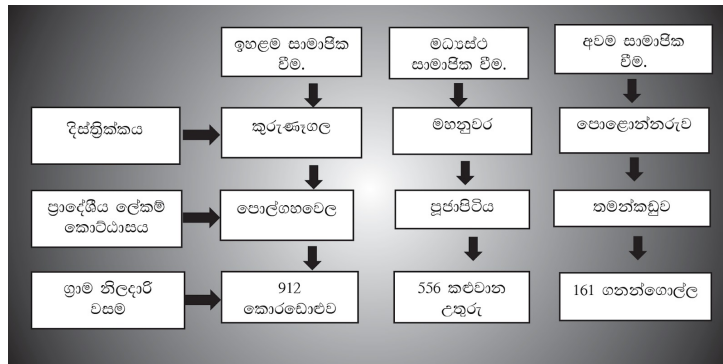 ඉහළම සාමාපික
වීම.
මධ්‍යස්ථ
සාමාපික වීම.
අවම සාමාපික
වීම.
දිස්ත්‍රික්කය
කුරුණෑගල
මහනුවර
පොළොන්නරුව
ප්‍රාදේශීය ලේකම්
කොට්ඨාසය
පොල්ගහවෙල
පූජාපිටිය
තමන්කඩුව
ග්‍රාම නිලදාරි
වසම
912
කොරඩොළුව
556 කළුවාන
උතුරු
161 ගනන්ගොල්ල